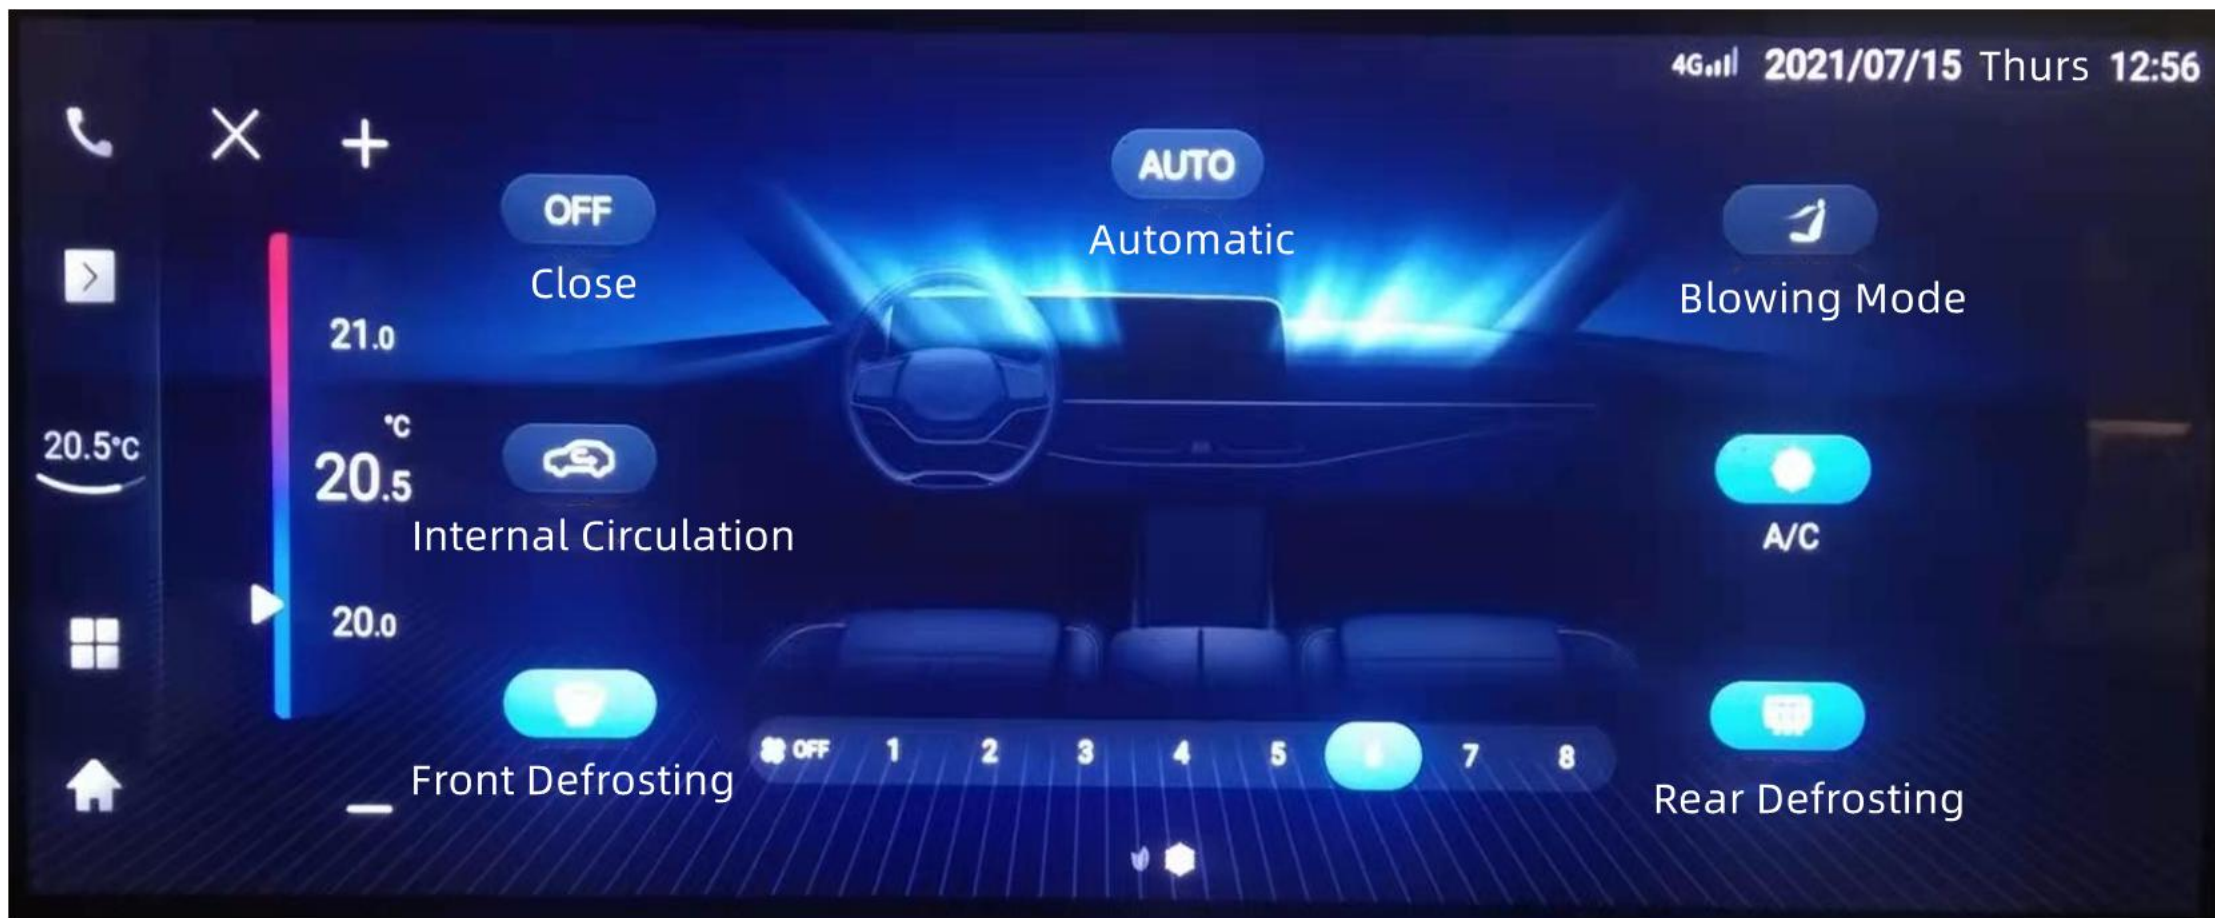 4G 2021/07/15 Thurs 12:56
AUTO
Automatic
OFF
Close
Blowing Mode
21.0
°C
20.5
20.5°C
Internal Circulation
A/C
20.0
Front Defrosting
OFF 1 2 3 4 5 6 7 8
Rear Defrosting